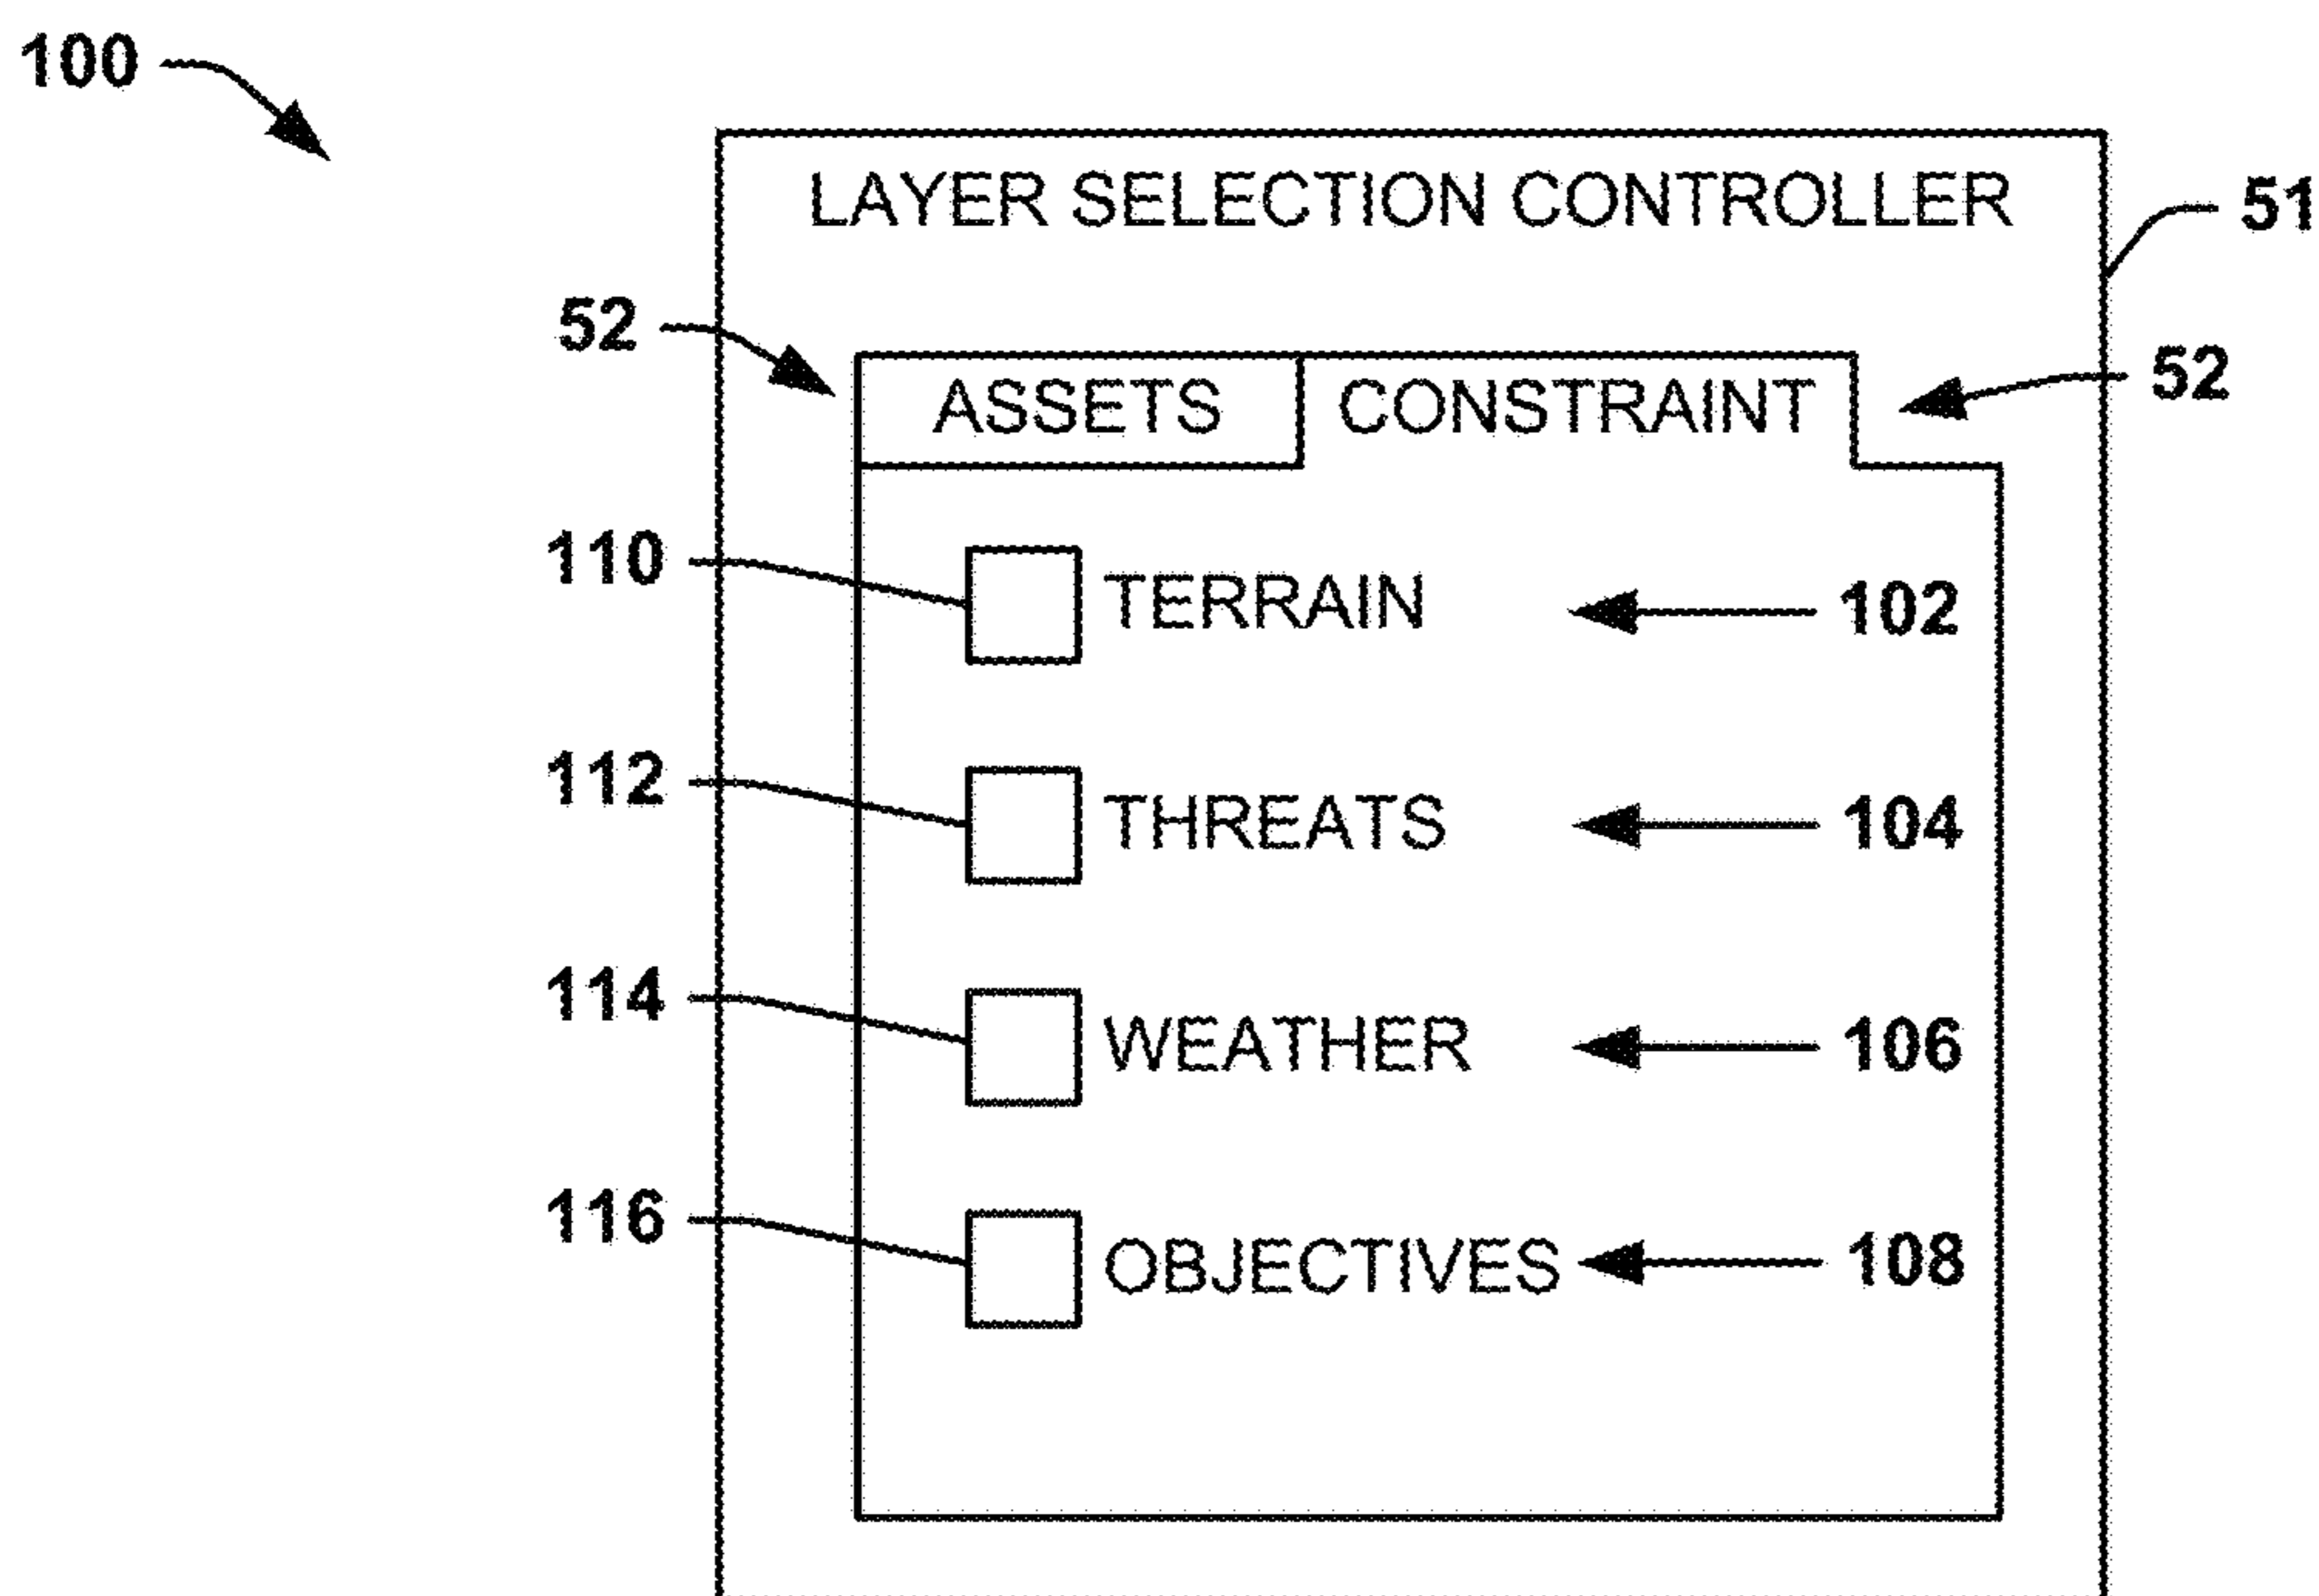 100
LAYER SELECTION CONTROLLER
51
52
ASSETS CONSTRAINT
52
110 TERRAIN 102
112 THREATS 104
114 WEATHER 106
116 OBJECTIVES 108